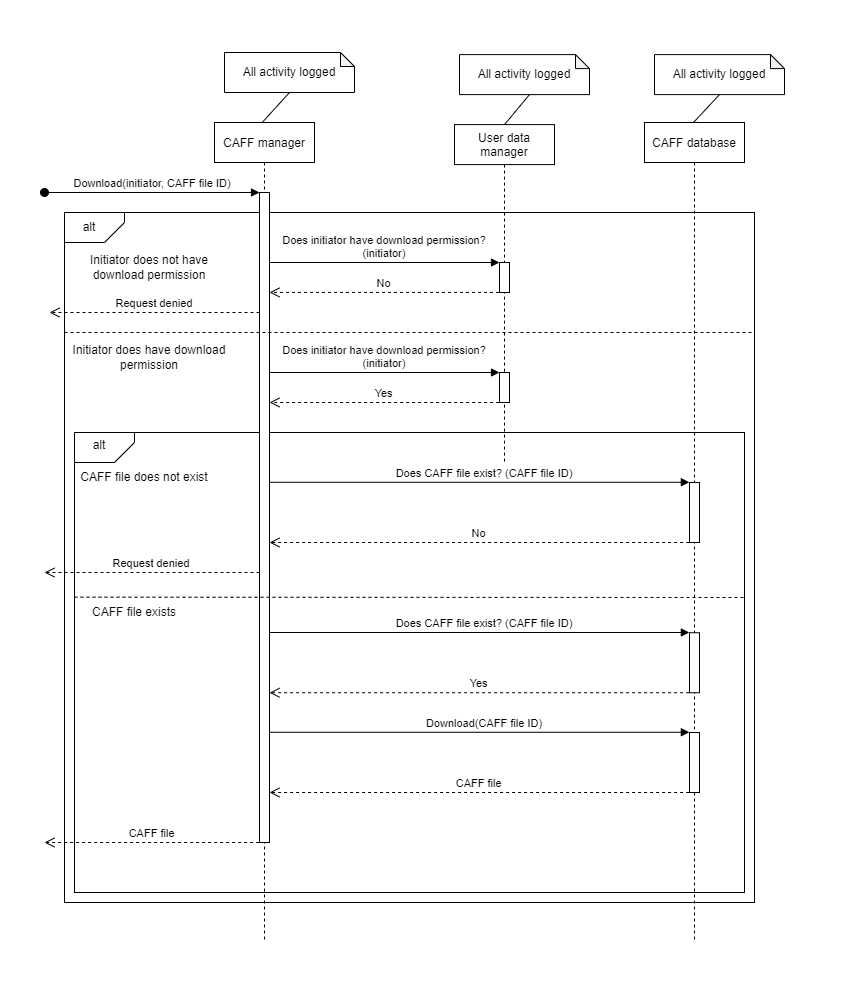 All activity logged
All activity logged
All activity logged
CAFF manager
User data
manager
CAFF database
Download(initiator, CAFF file ID)
alt
Does initiator have download permission?
(initiator)
Initiator does not have
download permission
No
Request denied
Initiator does have download
permission
Does initiator have download permission?
(initiator)
Yes
alt
CAFF file does not exist
Does CAFF file exist? (CAFF file ID)
No
Request denied
CAFF file exists
Does CAFF file exist? (CAFF file ID)
Yes
Download(CAFF file ID)
CAFF file
CAFF file